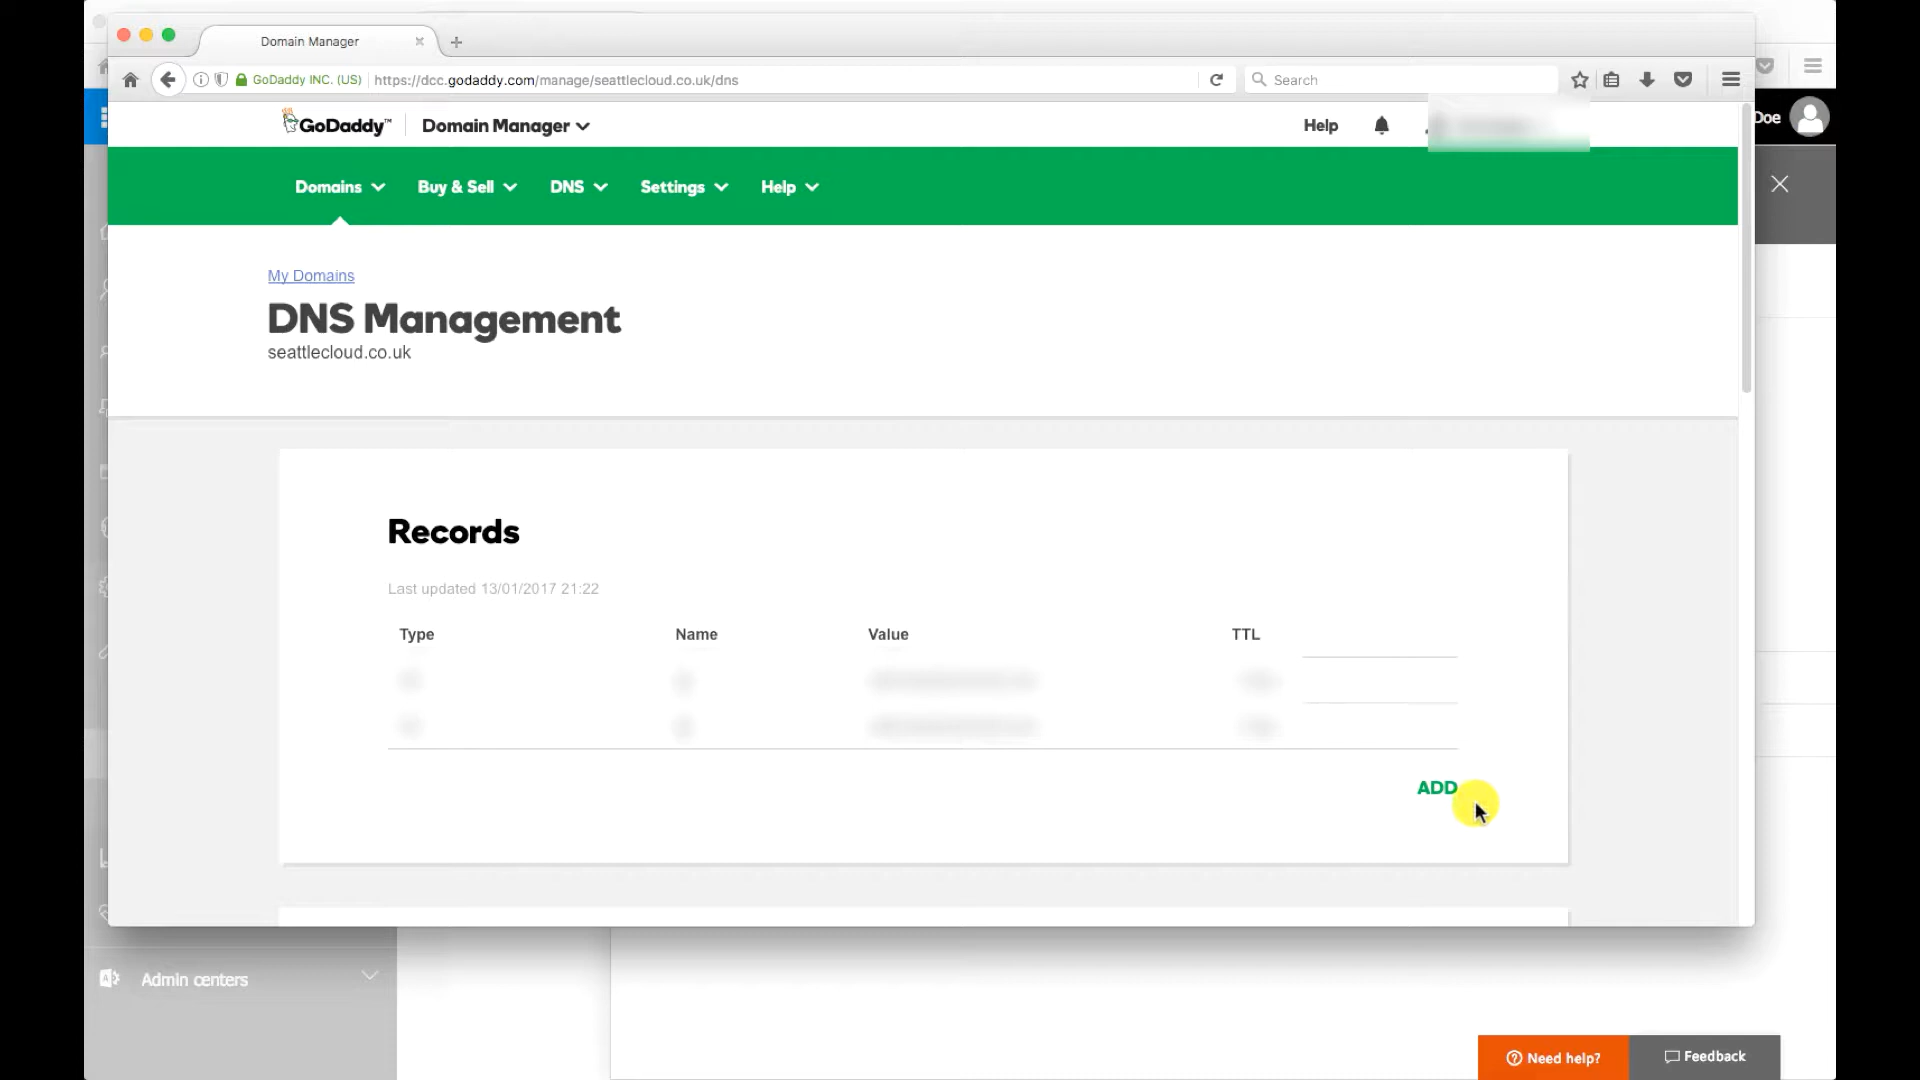 Domain Manager
GoDaddy INC. (US) https://dcc.godaddy.com/manage/seattlecloud.co.uk/dns Search
GoDaddy™ Domain Manager Help
Doe
Domains Buy & Sell DNS Settings Help
My Domains
DNS Management
seattlecloud.co.uk
Records
Last updated 13/01/2017 21:22
Type Name Value TTL
ADD
Admin centers
Need help? Feedback